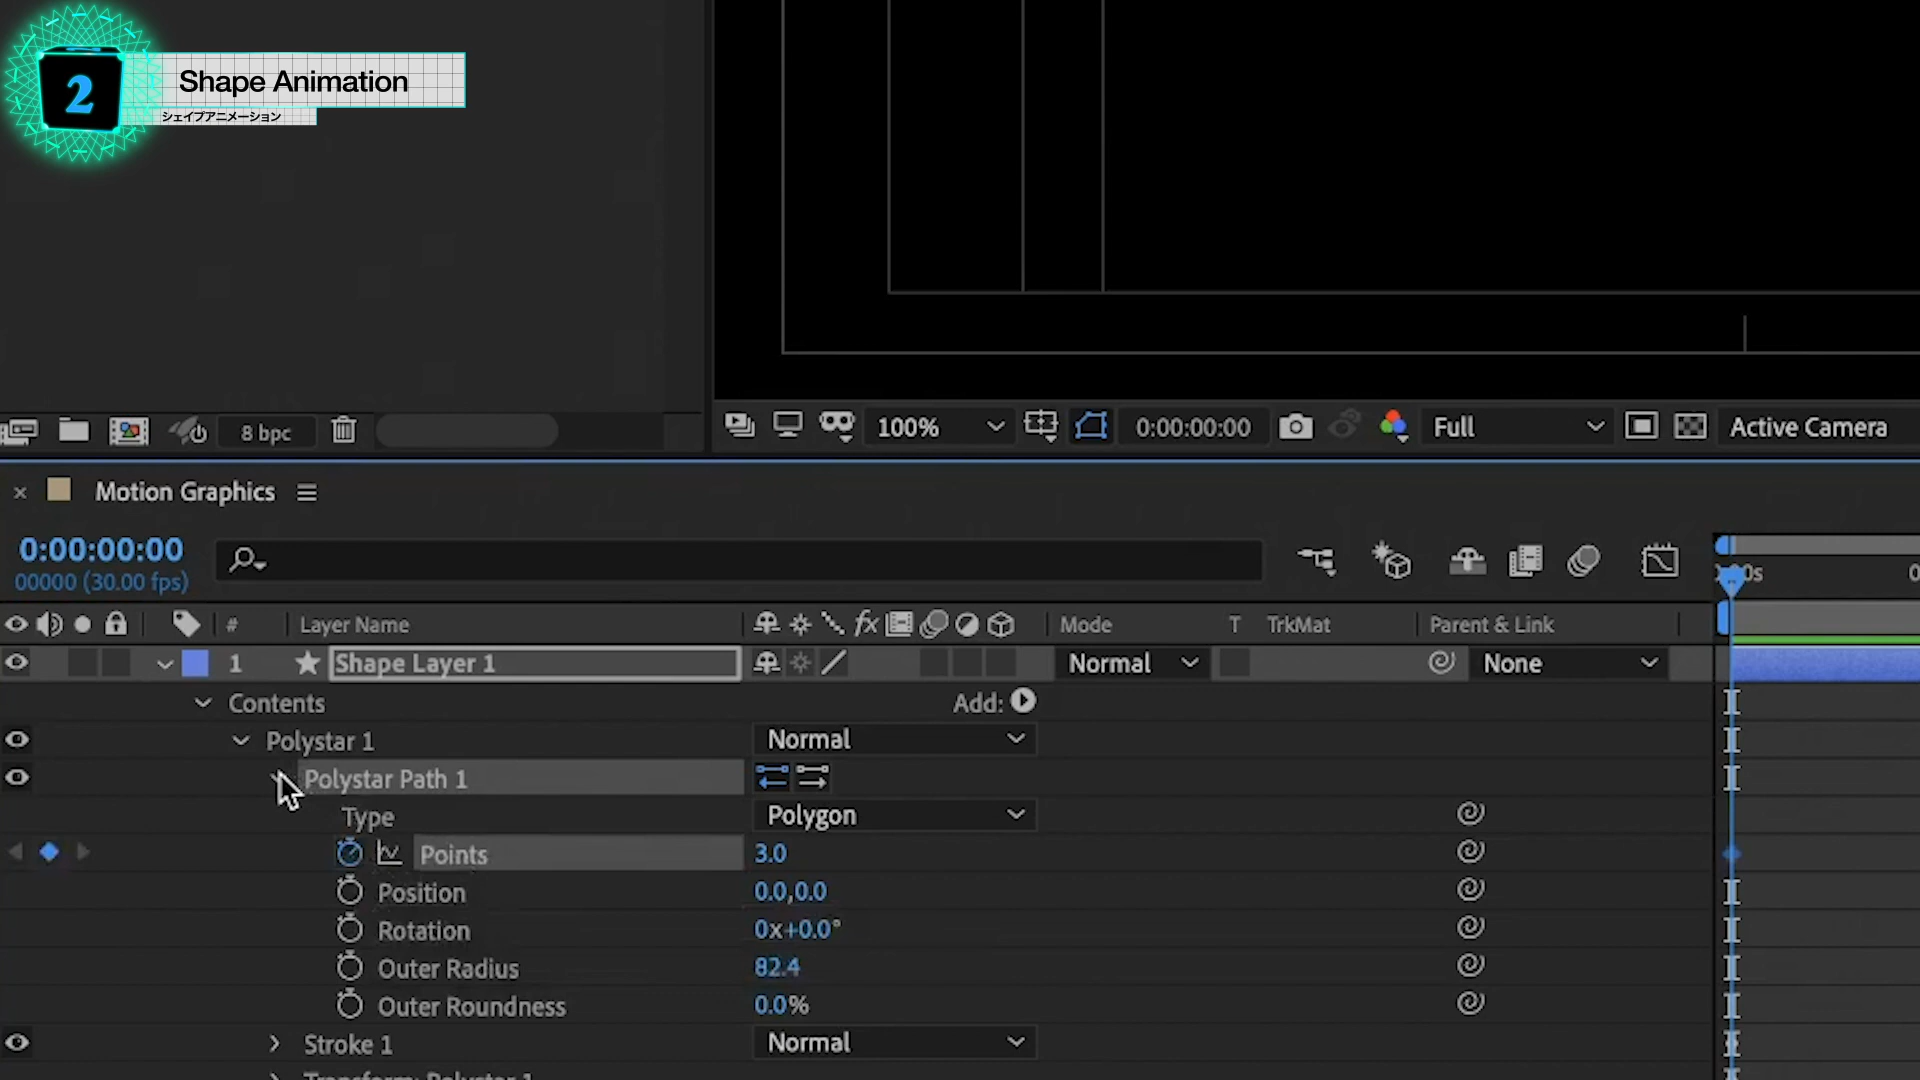 2
Shape Animation
シェイプアニメーション
8 bpc
100%
0:00:00:00
Full
Active Camera
Motion Graphics
0:00:00:00
00000 (30.00 fps)
# Layer Name
fx
Mode T TrkMat Parent & Link
1 Shape Layer 1 Normal None
Contents Add:
Polystar 1 Normal
Polystar Path 1
Type Polygon
Points 3.0
Position 0.0,0.0
Rotation 0x+0.0°
Outer Radius 82.4
Outer Roundness 0.0%
Stroke 1 Normal
Transform: Polystar 1